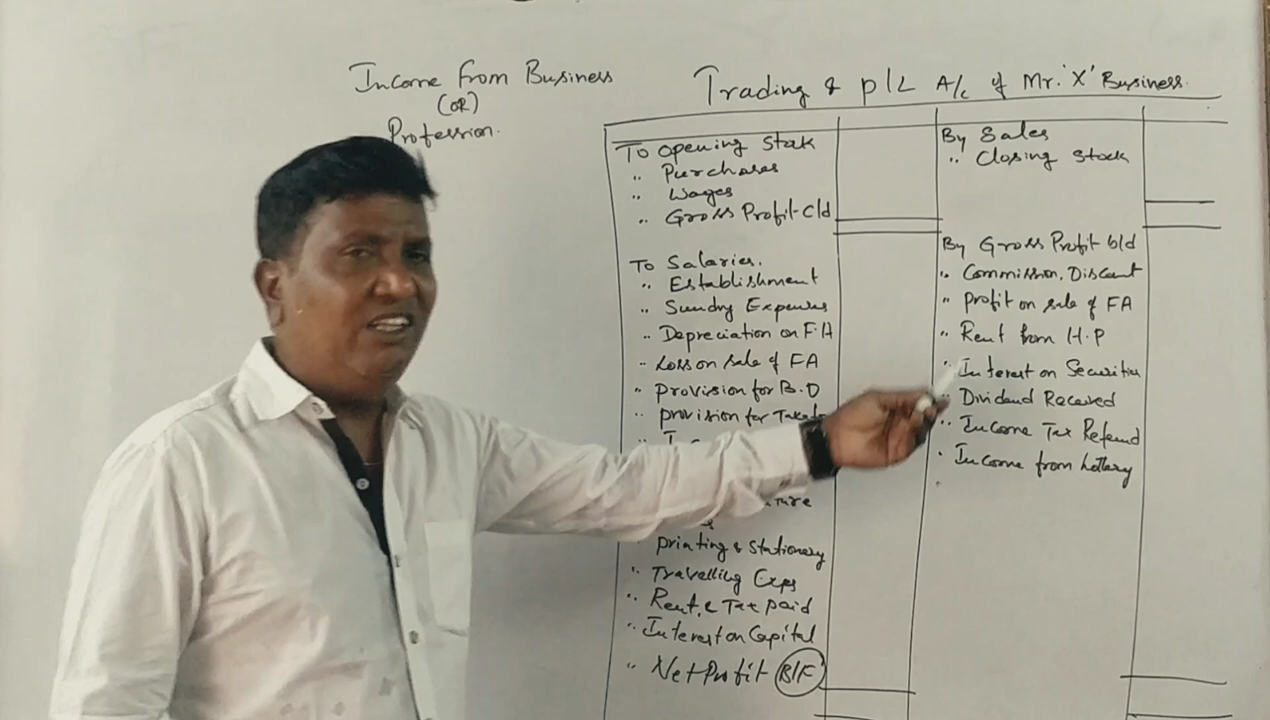 Income from Business
(OR)
Profession.
Trading & P/L A/c of Mr. 'X' Business.
To Opening Stock
" Purchases
" Wages
" Gross Profit-C/d
To Salaries.
" Establishment
" Sundry Expenses
" Depreciation on F.A
" Loss on sale of FA
" Provision for B.D
" Provision for
" Printing & Stationery
" Travelling Exps
" Rent & Tax paid
" Interest on Capital
" Net Profit B/F
By Sales
" Closing Stock
By Gross Profit b/d
" Commission, Discount
" Profit on sale of FA
" Rent from H.P
" Interest on Securities
" Dividend Received
" Income Tax Refund
" Income from Lottery